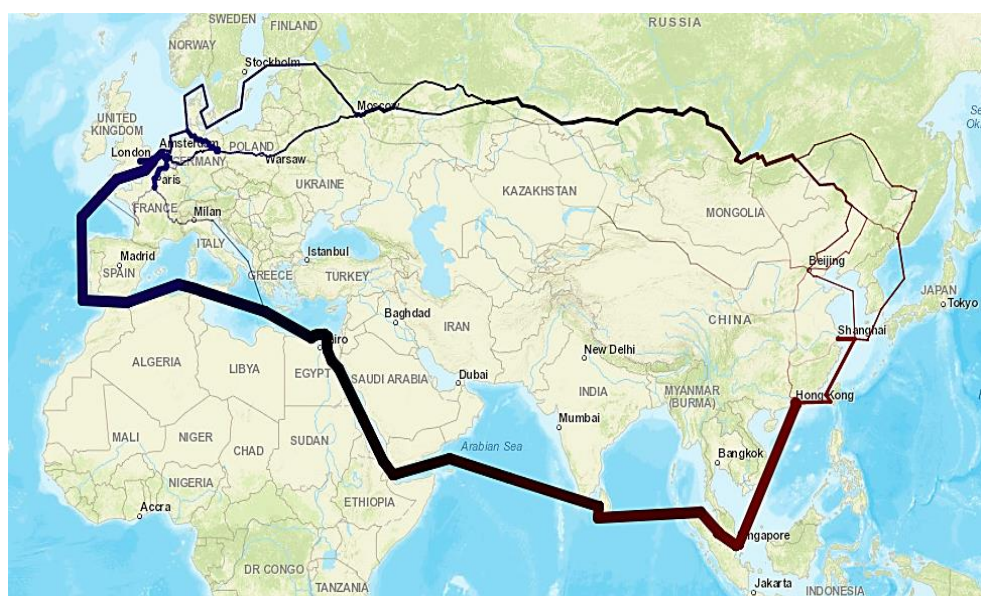 SWEDEN
FINLAND
RUSSIA
NORWAY
Stockholm
UNITED
KINGDOM
Moscow
Amsterdam
London
POLAND
GERMANY
Warsaw
Paris
UKRAINE
KAZAKHSTAN
FRANCE
Milan
MONGOLIA
ITALY
Istanbul
Madrid
SPAIN
GREECE
TURKEY
Beijing
JAPAN
Tokyo
Baghdad
IRAN
CHINA
Shanghai
iro
New Delhi
ALGERIA
LIBYA
EGYPT
SAUDI ARABIA
Dubai
INDIA
MYANMAR
(BURMA)
Hong Kong
Mumbai
MALI
NIGER
CHAD
SUDAN
Arabian Sea
Bangkok
NIGERIA
ETHIOPIA
Accra
ngapore
DR CONGO
TANZANIA
Jakarta
INDONESIA